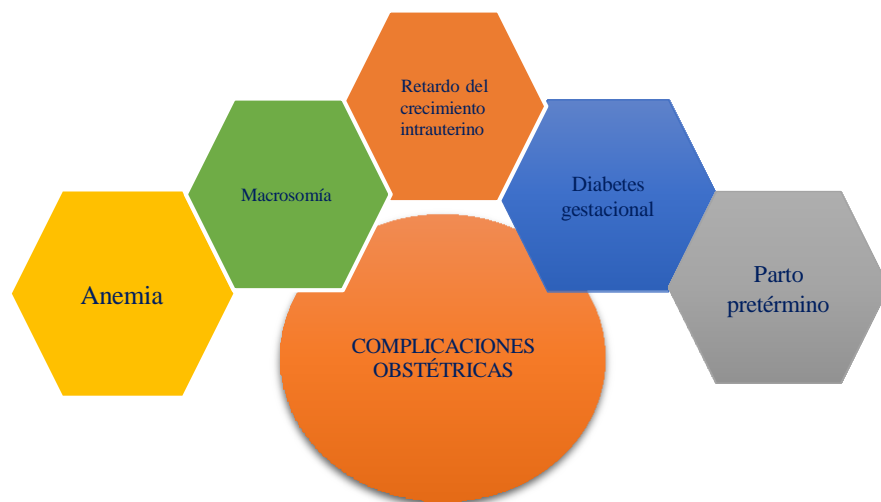 Retardo del
crecimiento
intrauterino
Macrosomía
Diabetes
gestacional
Anemia
Parto
pretérmino
COMPLICACIONES
OBSTÉTRICAS